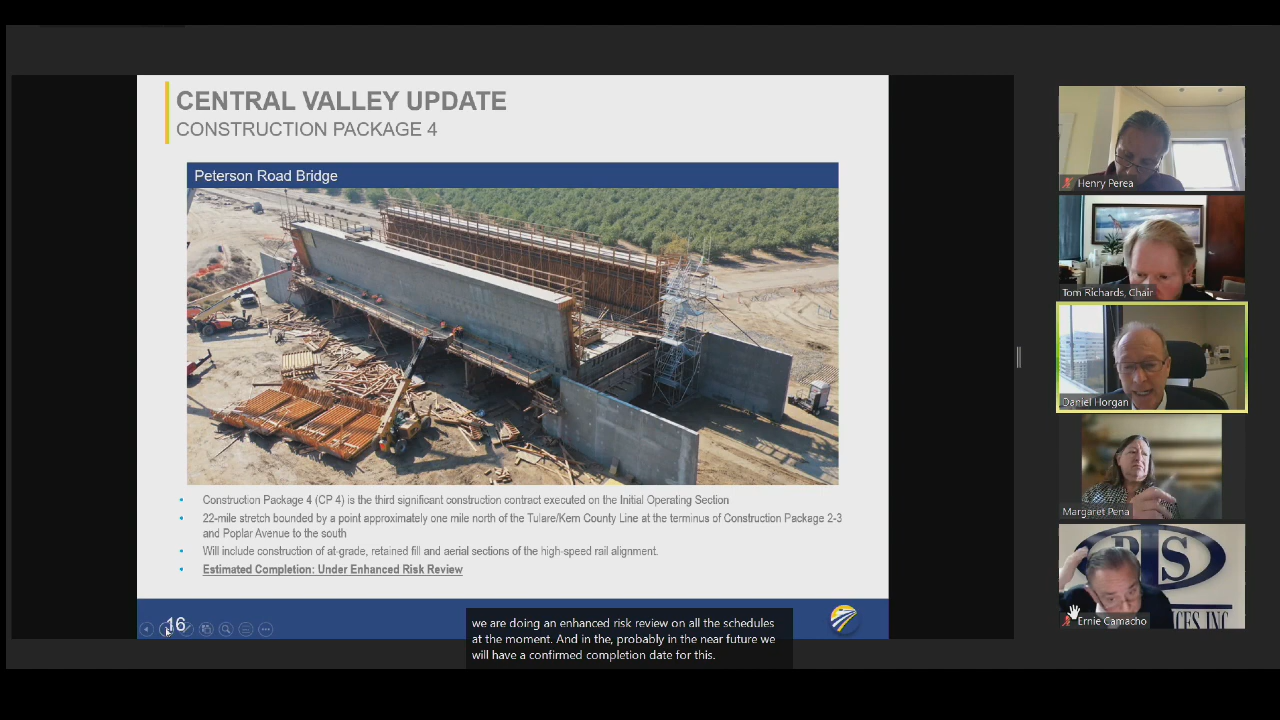 CENTRAL VALLEY UPDATE
CONSTRUCTION PACKAGE 4
Peterson Road Bridge
Construction Package 4 (CP 4) is the third significant construction contract executed on the Initial Operating Section
22-mile stretch bounded by a point approximately one mile north of the Tulare/Kern County Line at the terminus of Construction Package 2-3
and Poplar Avenue to the south
Will include construction of at-grade, retained fill and aerial sections of the high-speed rail alignment.
Estimated Completion: Under Enhanced Risk Review
16
we are doing an enhanced risk review on all the schedules
at the moment. And in the, probably in the near future we
will have a confirmed completion date for this.
Henry Perea
Tom Richards, Chair
Daniel Horgan
Margaret Pena
Ernie Camacho